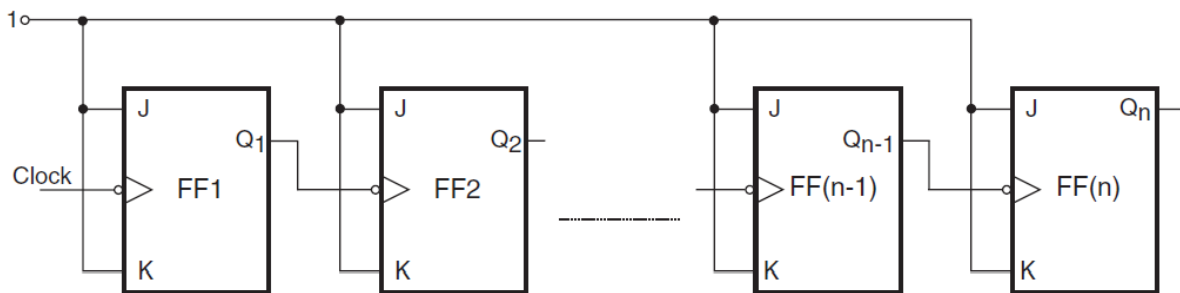 1
J J J J
Q1 Q2 Qn-1 Qn
Clock FF1 FF2 FF(n-1) FF(n)
K K K K